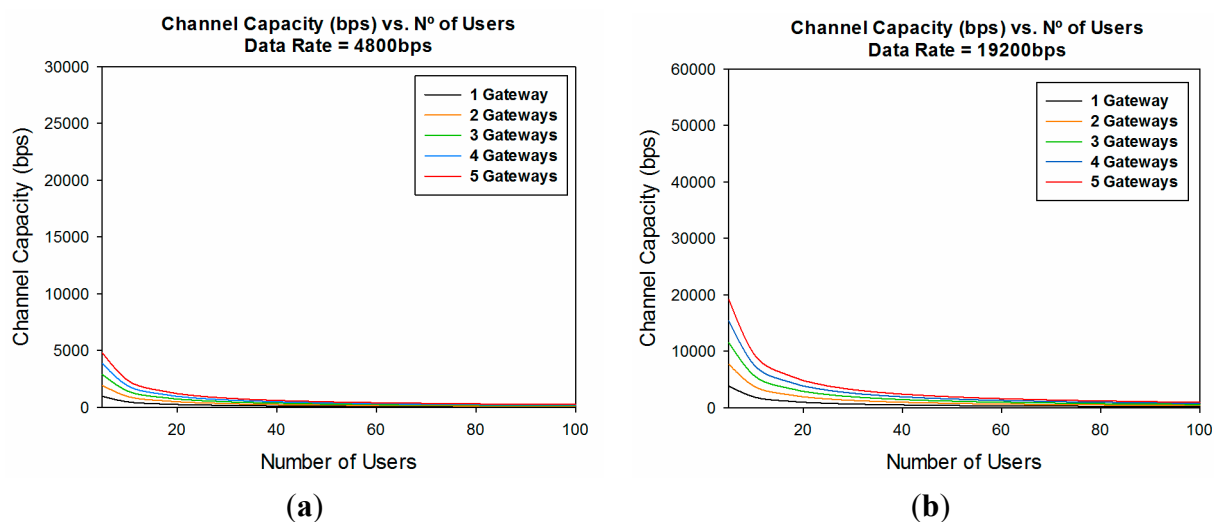 Channel Capacity (bps) vs. Nº of Users
Data Rate = 4800bps
30000
25000
20000
15000
10000
5000
0
Channel Capacity (bps)
1 Gateway
2 Gateways
3 Gateways
4 Gateways
5 Gateways
20 40 60 80 100
Number of Users
(a)
Channel Capacity (bps) vs. Nº of Users
Data Rate = 19200bps
60000
50000
40000
30000
20000
10000
0
Channel Capacity (bps)
1 Gateway
2 Gateways
3 Gateways
4 Gateways
5 Gateways
20 40 60 80 100
Number of Users
(b)